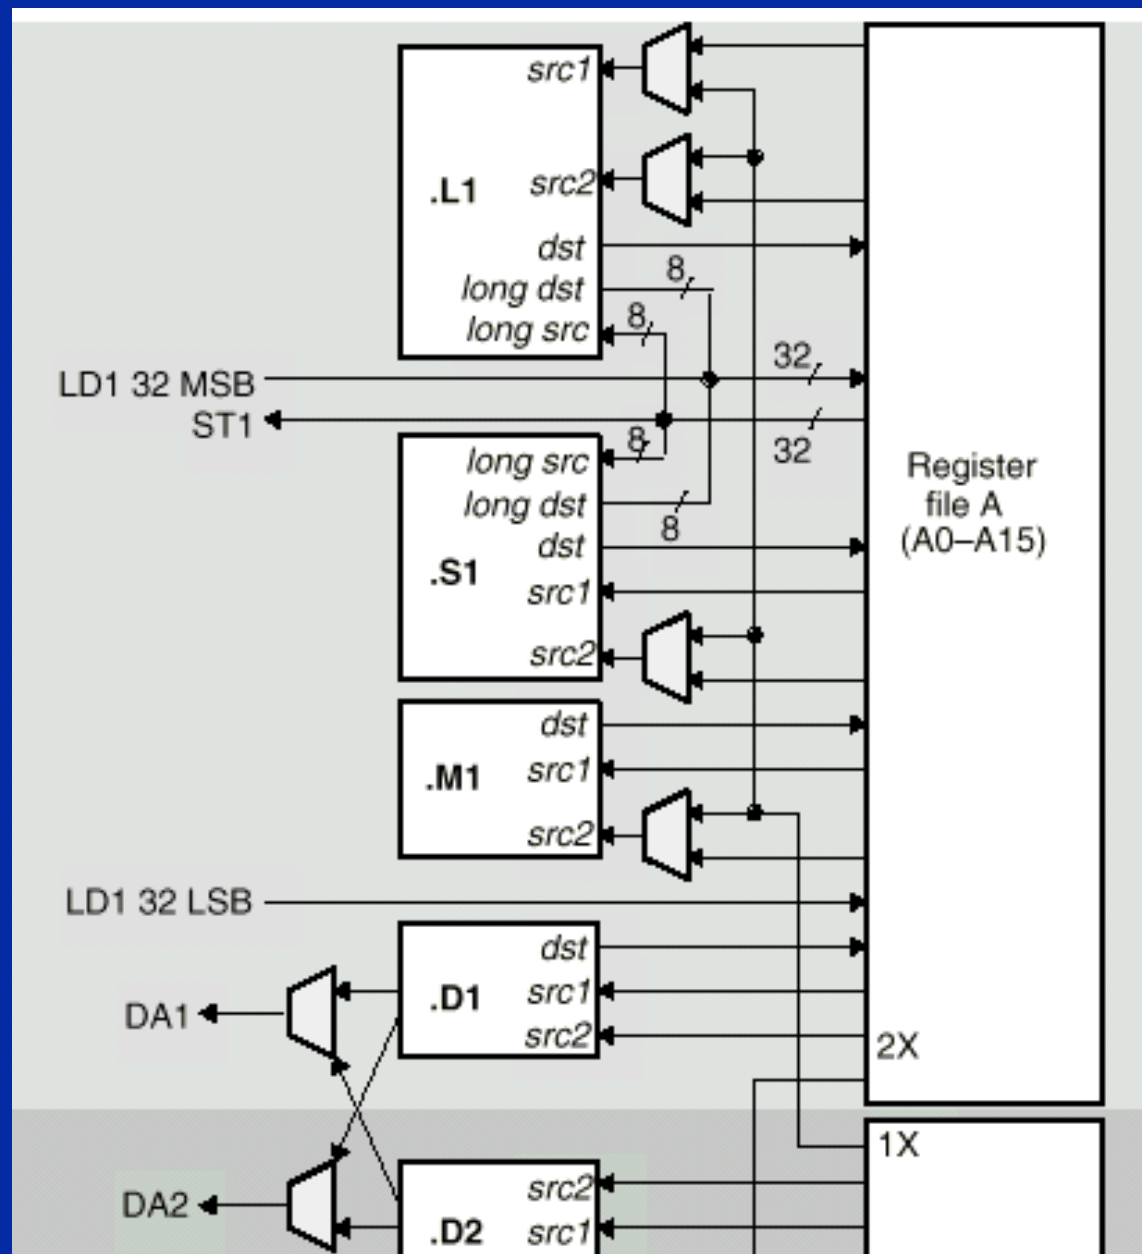 src1
src2
.L1
dst
8
long dst
8
long src
32
LD1 32 MSB
ST1
8
32
long src
long dst
8
dst
.S1
src1
src2
Register
file A
(A0–A15)
dst
.M1
src1
src2
LD1 32 LSB
dst
.D1
src1
src2
DA1
2X
1X
DA2
src2
.D2
src1